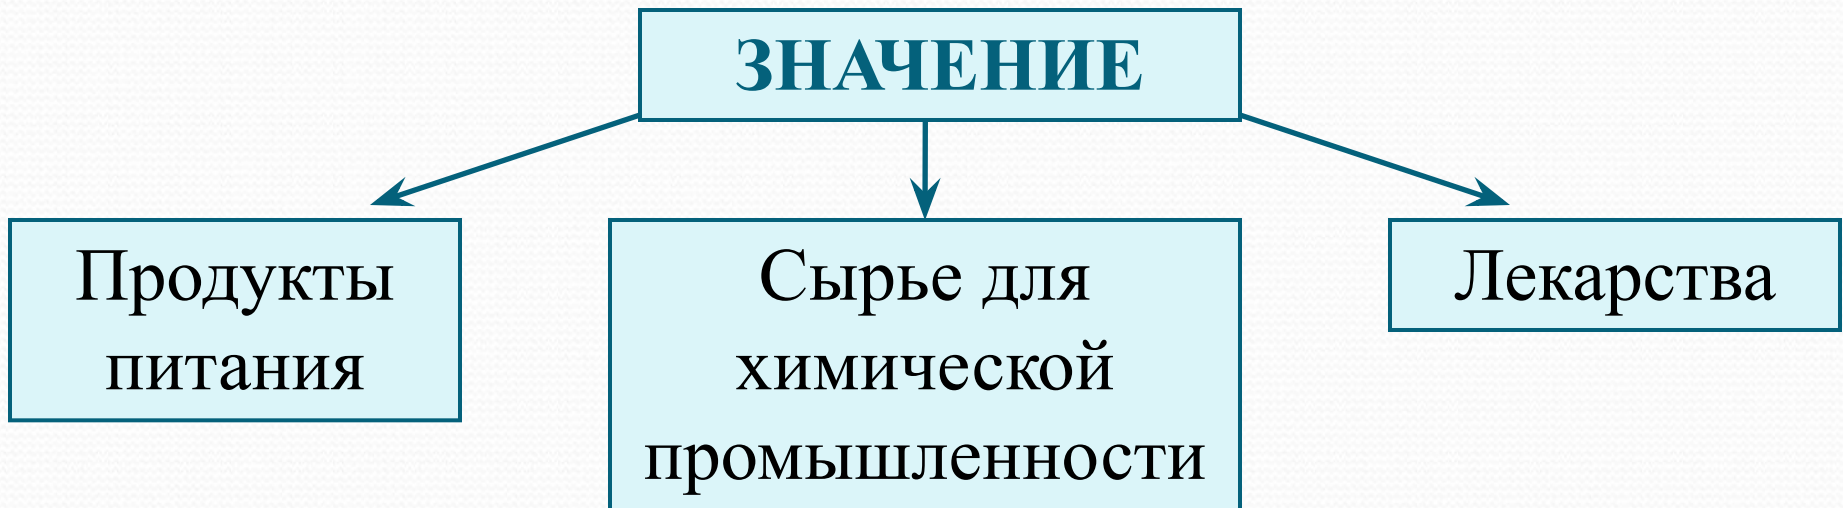 ЗНАЧЕНИЕ
Продукты
питания
Сырье для
химической
промышленности
Лекарства